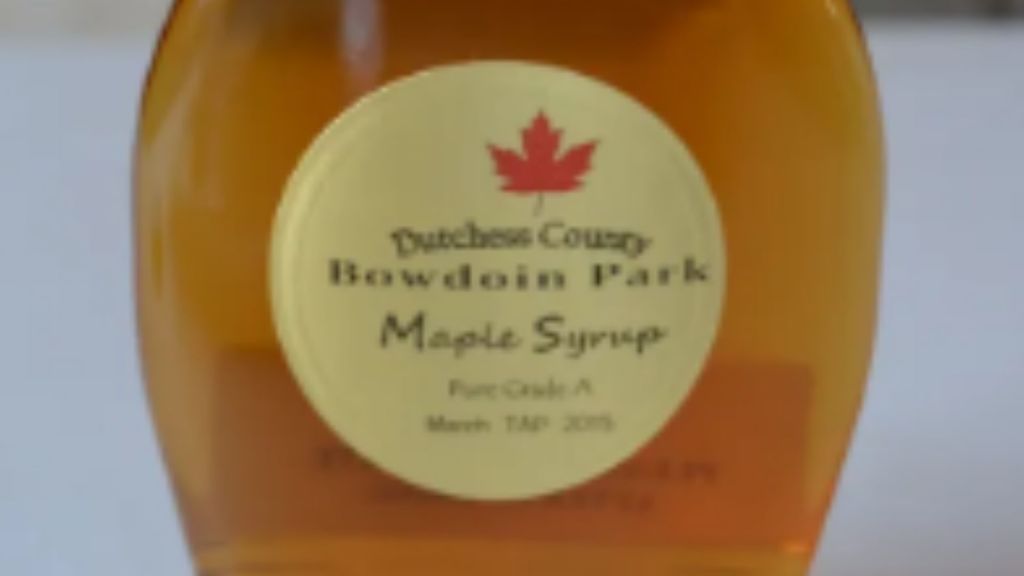 Dutchess County
Bowdoin Park
Maple Syrup
Pure Grade A
March TAP 2015